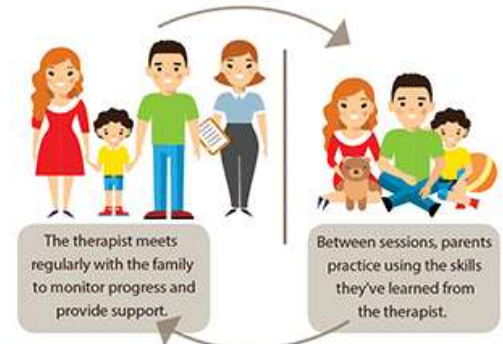 The therapist meets
regularly with the family
to monitor progress and
provide support.
Between sessions, parents
practice using the skills
they've learned from
the therapist.